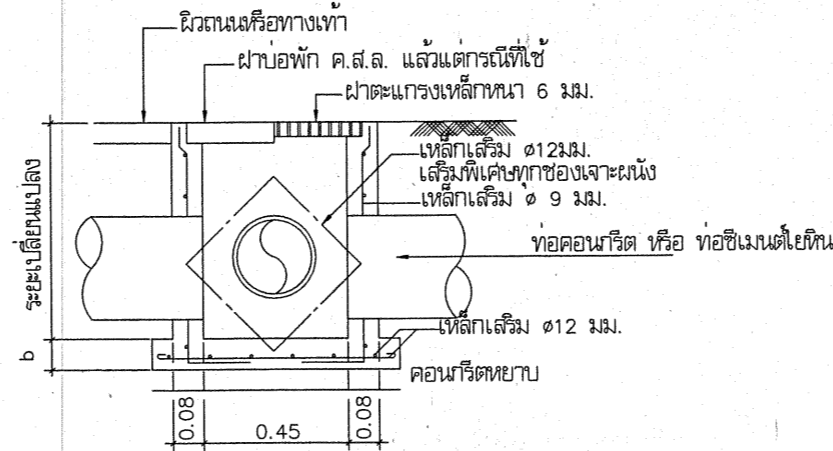 ผิวถนนหรือทางเท้า
ฝาบ่อพัก ค.ส.ล. แล้วแต่กรณีที่ใช้
ฝาตะแกรงเหล็กหนา 6 มม.
เหล็กเสริม ø12มม.
เสริมพิเศษทุกช่องเจาะผนัง
เหล็กเสริม ø 9 มม.
ท่อคอนกรีต หรือ ท่อซีเมนต์ใยหิน
ระยะเปลี่ยนแปลง
เหล็กเสริม ø12 มม.
b
คอนกรีตหยาบ
0.08
0.45
0.08